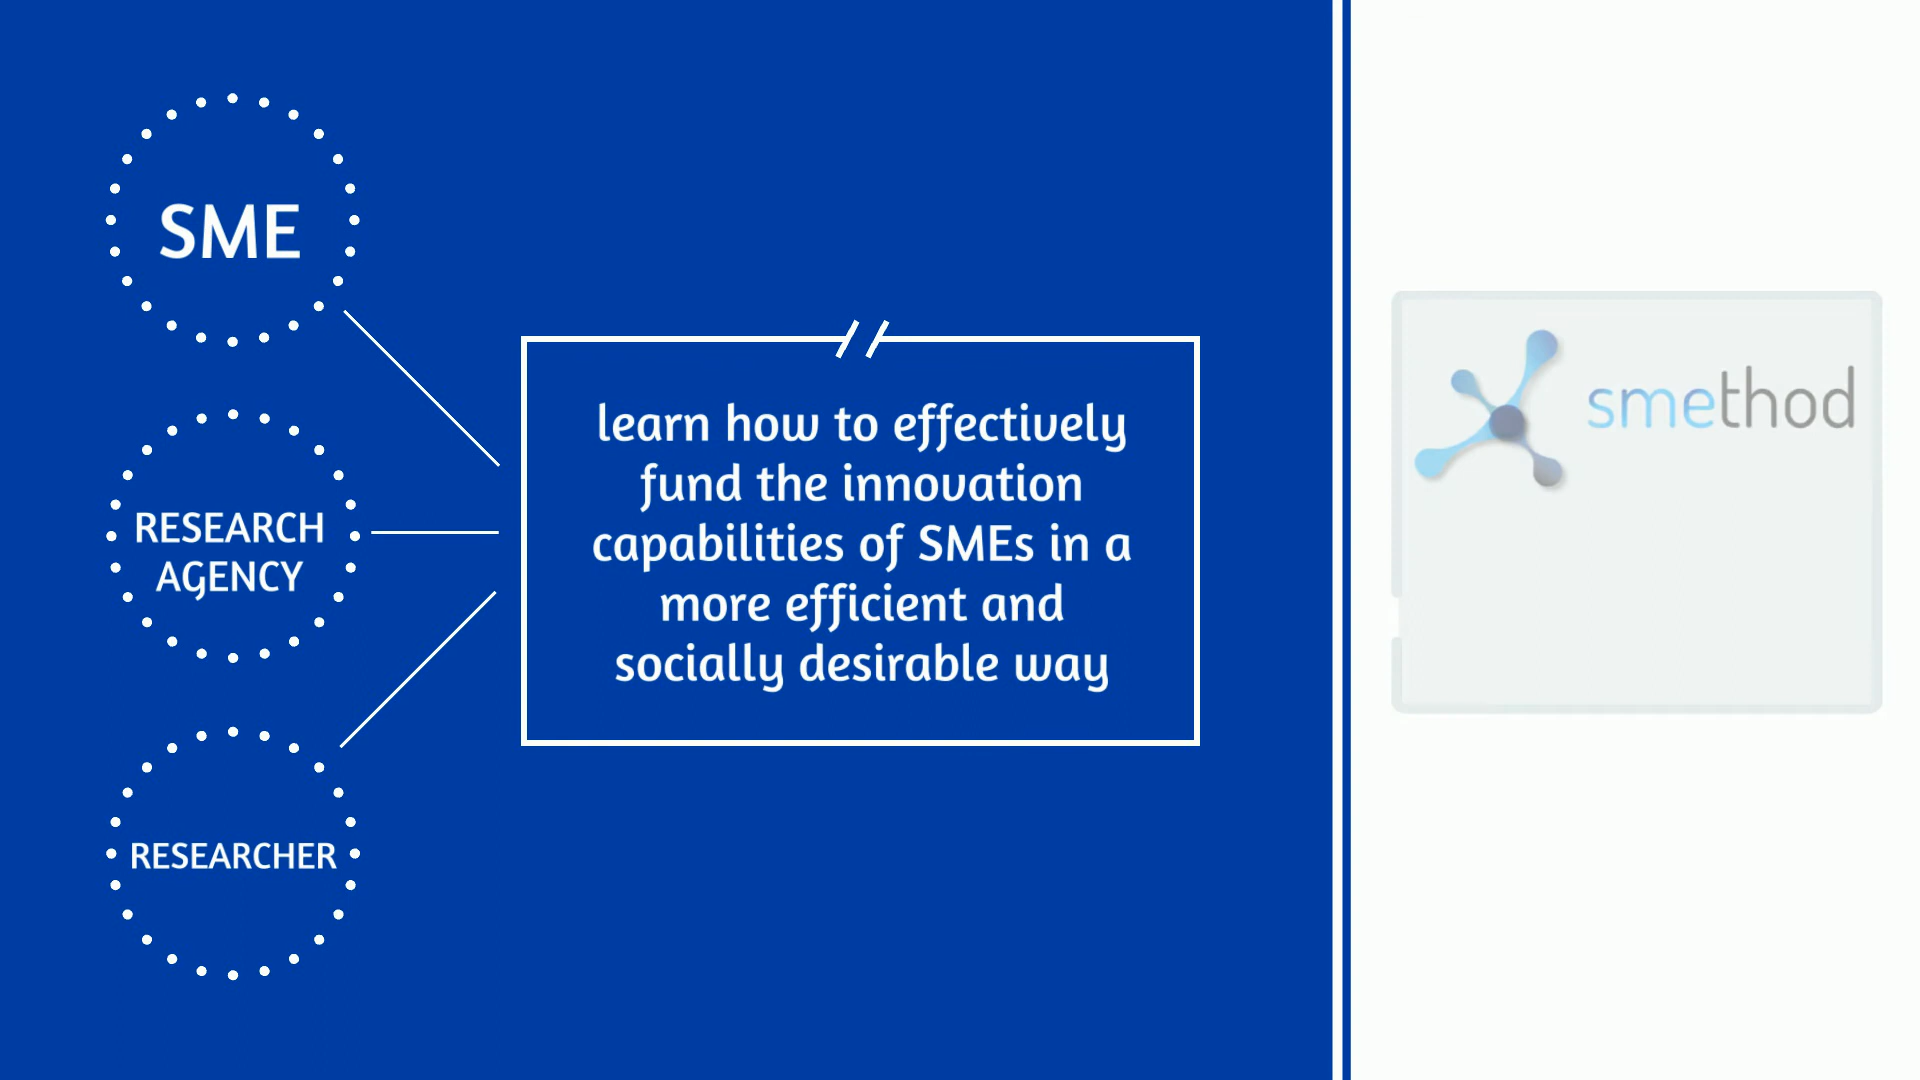 SME
RESEARCH
AGENCY
RESEARCHER
learn how to effectively
fund the innovation
capabilities of SMEs in a
more efficient and
socially desirable way
smethod